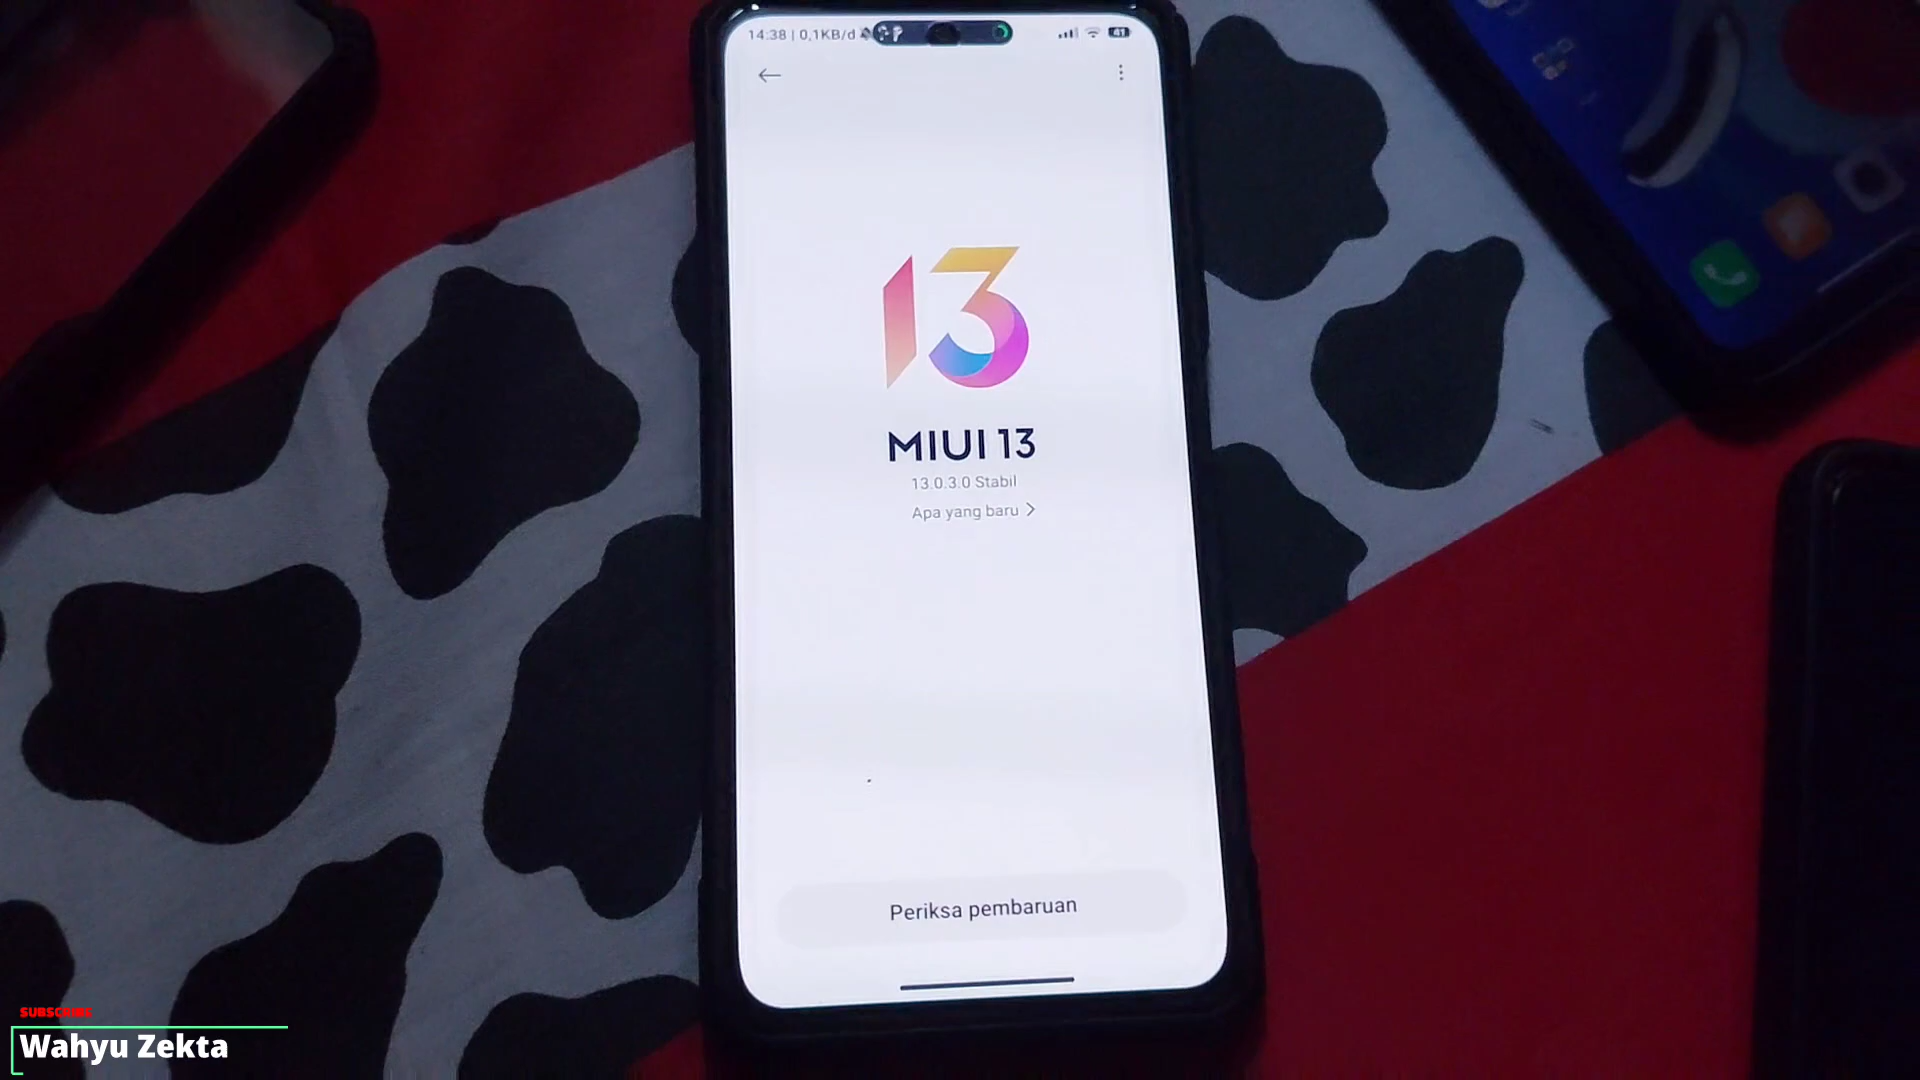 14:38 | 0,1KB/d
41
13
MIUI 13
13.0.3.0 Stabil
Apa yang baru >
Periksa pembaruan
SUBSCRIBE
Wahyu Zekta